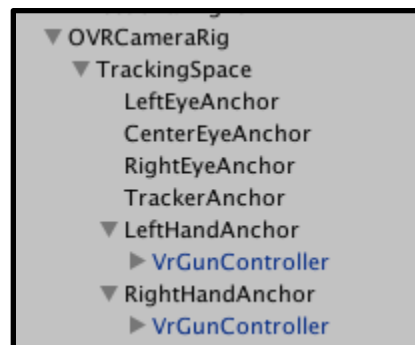 OVRCameraRig
TrackingSpace
LeftEyeAnchor
CenterEyeAnchor
RightEyeAnchor
TrackerAnchor
LeftHandAnchor
VrGunController
RightHandAnchor
VrGunController